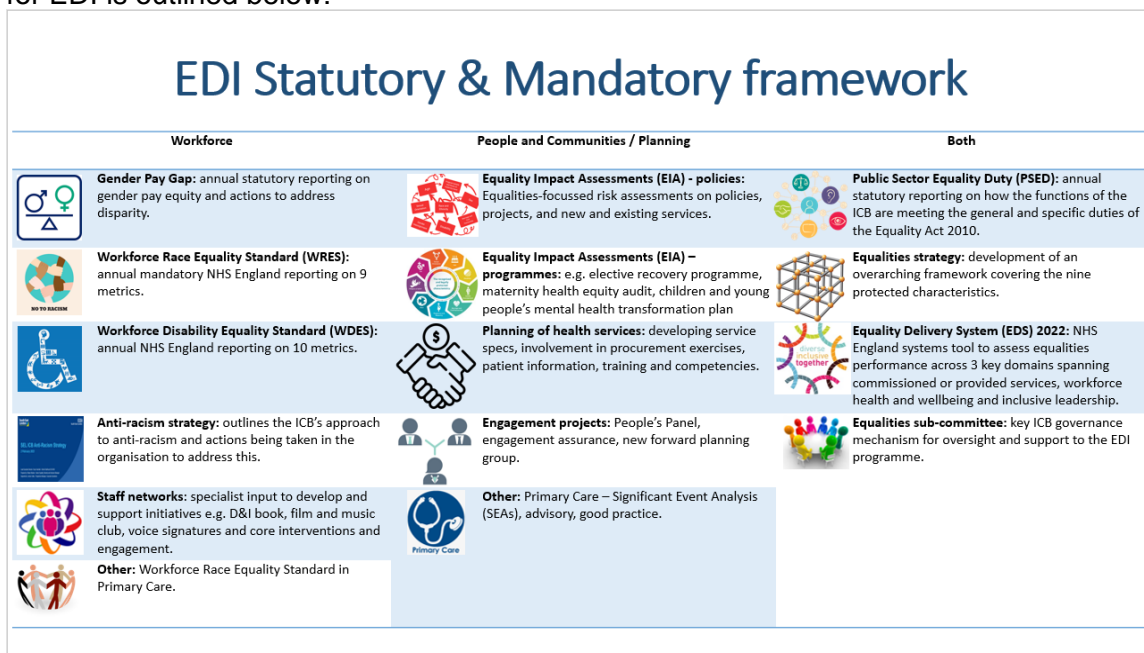 for EDI is outlined below:
EDI Statutory & Mandatory framework
Workforce
People and Communities / Planning
Both
Gender Pay Gap: annual statutory reporting on
gender pay equity and actions to address
disparity.
Equality Impact Assessments (EIA) - policies:
Equalities-focussed risk assessments on policies,
projects, and new and existing services.
Public Sector Equality Duty (PSED): annual
statutory reporting on how the functions of the
ICB are meeting the general and specific duties of
the Equality Act 2010.
NO TO RACISM
Workforce Race Equality Standard (WRES):
annual mandatory NHS England reporting on 9
metrics.
Equality Impact Assessments (EIA) –
programmes: e.g. elective recovery programme,
maternity health equity audit, children and young
people's mental health transformation plan
Equalities strategy: development of an
overarching framework covering the nine
protected characteristics.
Workforce Disability Equality Standard (WDES):
annual NHS England reporting on 10 metrics.
$
Planning of health services: developing service
specs, involvement in procurement exercises,
patient information, training and competencies.
diverse
inclusive
together
Equality Delivery System (EDS) 2022: NHS
England systems tool to assess equalities
performance across 3 key domains spanning
commissioned or provided services, workforce
health and wellbeing and inclusive leadership.
Anti-racism strategy: outlines the ICB's approach
to anti-racism and actions being taken in the
organisation to address this.
Engagement projects: People's Panel,
engagement assurance, new forward planning
group.
Equalities sub-committee: key ICB governance
mechanism for oversight and support to the EDI
programme.
Staff networks: specialist input to develop and
support initiatives e.g. D&I book, film and music
club, voice signatures and core interventions and
engagement.
Primary Care
Other: Primary Care – Significant Event Analysis
(SEAs), advisory, good practice.
Other: Workforce Race Equality Standard in
Primary Care.